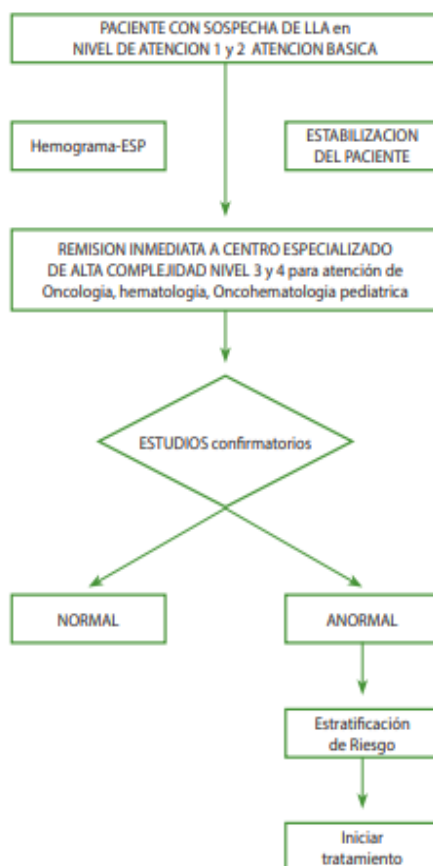 PACIENTE CON SOSPECHA DE LLA en
NIVEL DE ATENCION 1 y 2 ATENCION BASICA
Hemograma-ESP
ESTABILIZACION
DEL PACIENTE
REMISION INMEDIATA A CENTRO ESPECIALIZADO
DE ALTA COMPLEJIDAD NIVEL 3 y 4 para atención de
Oncologia, hematología, Oncohematologia pediatrica
ESTUDIOS confirmatorios
NORMAL
ANORMAL
Estratificación
de Riesgo
Iniciar
tratamiento